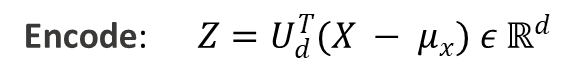 Encode: Z = U_d^T(X − μ_x) ϵ ℝ^d